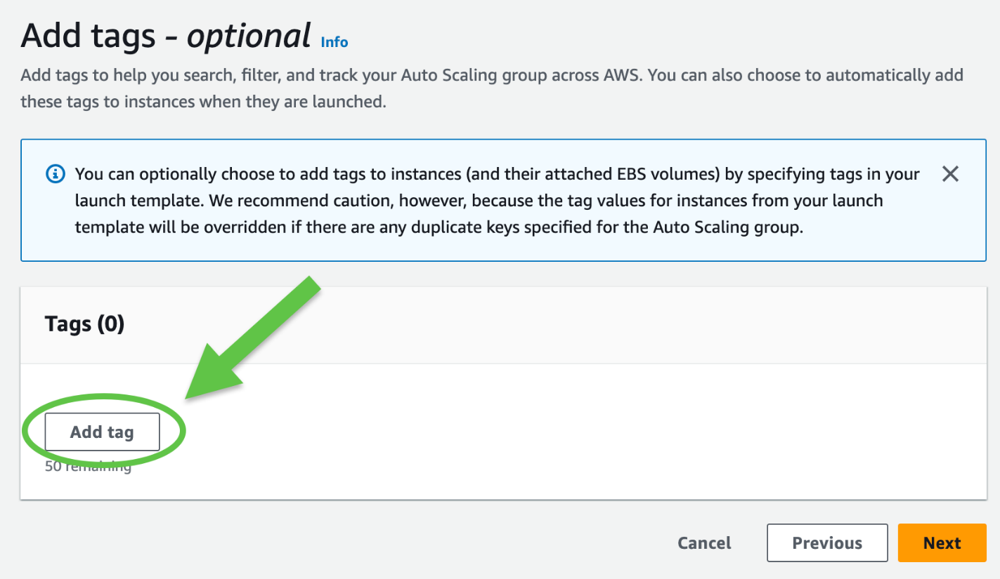 Add tags - optional Info
Add tags to help you search, filter, and track your Auto Scaling group across AWS. You can also choose to automatically add
these tags to instances when they are launched.
You can optionally choose to add tags to instances (and their attached EBS volumes) by specifying tags in your
launch template. We recommend caution, however, because the tag values for instances from your launch
template will be overridden if there are any duplicate keys specified for the Auto Scaling group.
Tags (0)
Add tag
50 remaining
Cancel Previous Next